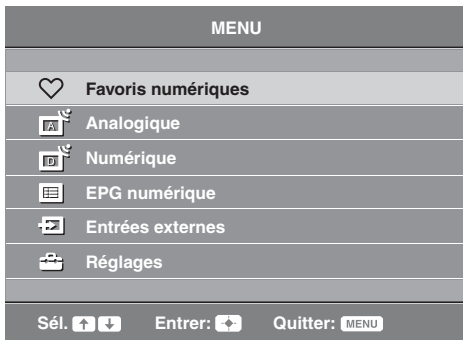 MENU
Favoris numériques
A Analogique
D Numérique
EPG numérique
Entrées externes
Réglages
Sél. ↑ ↓ Entrer: Quitter: MENU